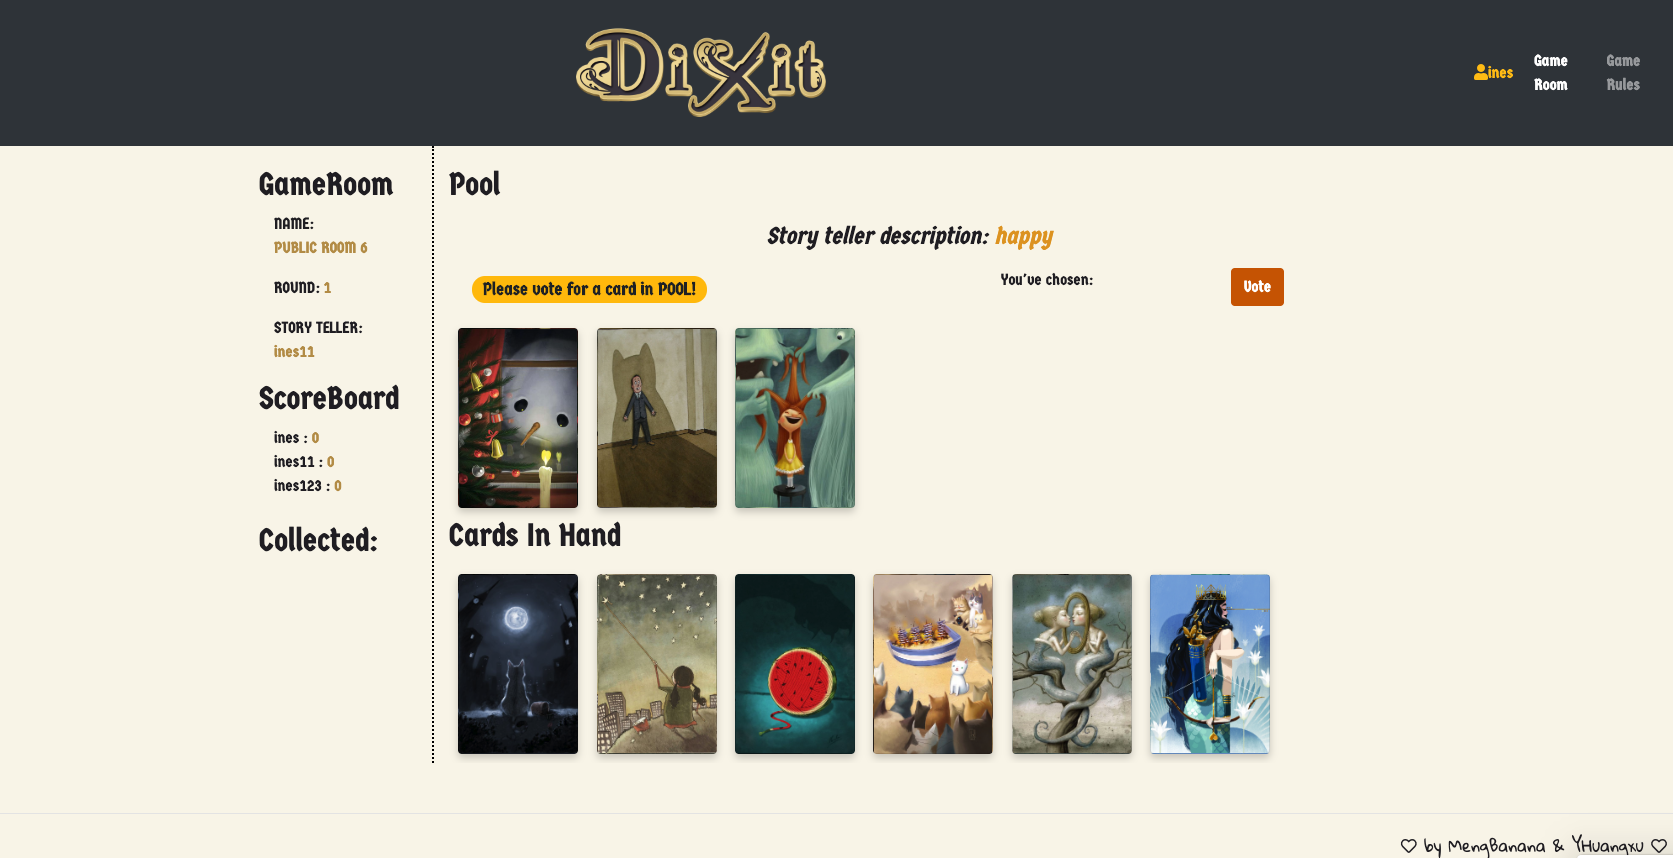 DiXit
ines
Game
Room
Game
Rules
GameRoom
NAME:
PUBLIC ROOM 6
ROUND: 1
STORY TELLER:
ines11
ScoreBoard
ines : 0
ines11 : 0
ines123 : 0
Collected:
Pool
Story teller description: happy
Please vote for a card in POOL!
You've chosen:
Vote
Cards In Hand
by MengBanana & YHuangxu